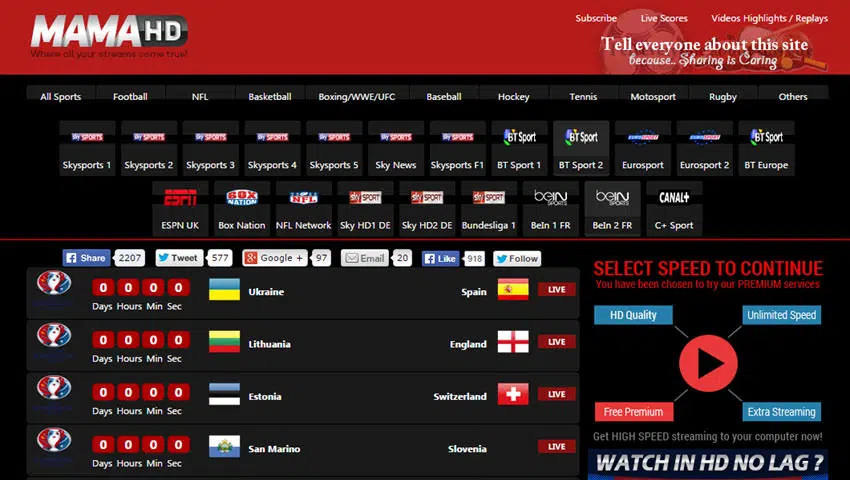 MAMAHD
Where all your streams come true!
Subscribe Live Scores Videos Highlights / Replays
Tell everyone about this site
because.. Sharing is Caring
All Sports Football NFL Basketball Boxing/WWE/UFC Baseball Hockey Tennis Motosport Rugby Others
sky SPORTS sky SPORTS sky SPORTS sky SPORTS sky SPORTS sky SPORTS sky SPORTS BT Sport BT Sport EUROSPORT EUROSPORT BT Sport
Skysports 1 Skysports 2 Skysports 3 Skysports 4 Skysports 5 Sky News Skysports F1 BT Sport 1 BT Sport 2 Eurosport Eurosport 2 BT Europe
ESPN BOX NATION NFL sky SPORT sky SPORT sky SPORT beIN SPORTS beIN SPORTS CANAL+
ESPN UK Box Nation NFL Network Sky HD1 DE Sky HD2 DE Bundesliga 1 BeIn 1 FR BeIn 2 FR C+ Sport
Share 2207 Tweet 577 Google + 97 Email 20 Like 918 Follow
0 0 0 0 Ukraine Spain LIVE
Days Hours Min Sec
0 0 0 0 Lithuania England LIVE
Days Hours Min Sec
0 0 0 0 Estonia Switzerland LIVE
Days Hours Min Sec
0 0 0 0 San Marino Slovenia LIVE
Days Hours Min Sec
SELECT SPEED TO CONTINUE
You have been chosen to try our PREMIUM services
HD Quality Unlimited Speed
Free Premium Extra Streaming
Get HIGH SPEED streaming to your computer now!
WATCH IN HD NO LAG ?